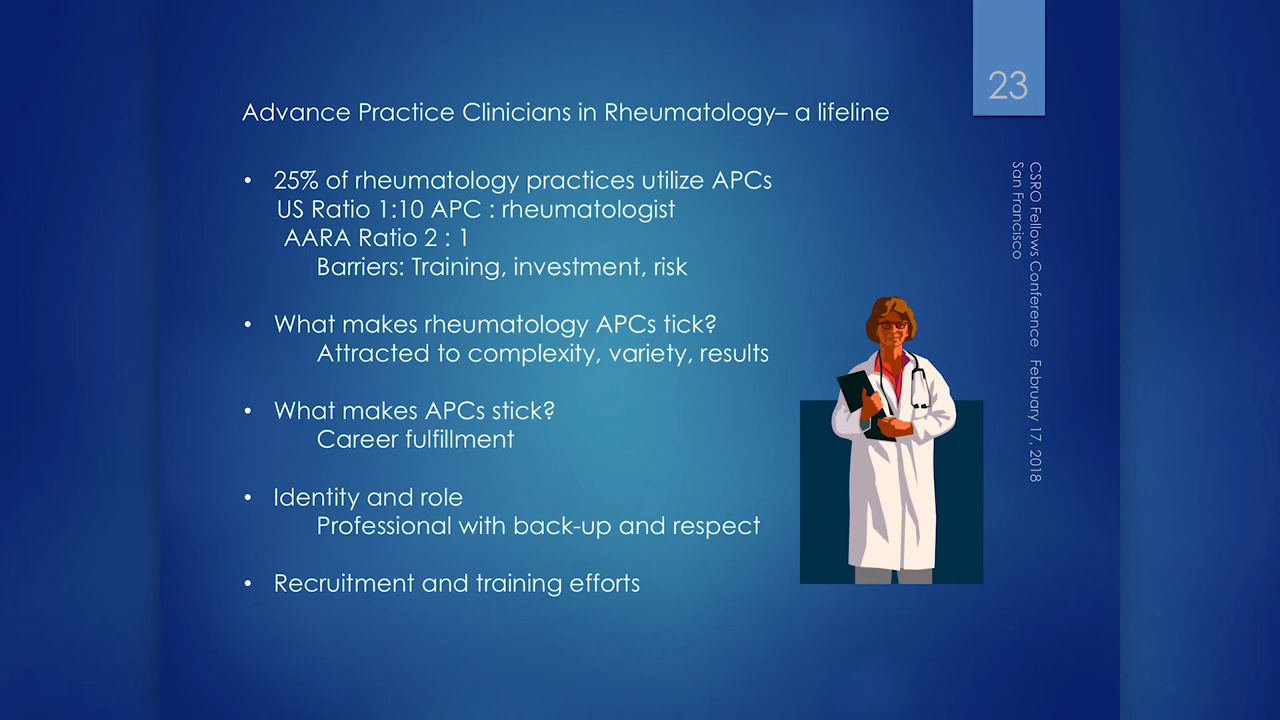 23
Advance Practice Clinicians in Rheumatology– a lifeline
• 25% of rheumatology practices utilize APCs
US Ratio 1:10 APC : rheumatologist
AARA Ratio 2 : 1
Barriers: Training, investment, risk
• What makes rheumatology APCs tick?
Attracted to complexity, variety, results
• What makes APCs stick?
Career fulfillment
• Identity and role
Professional with back-up and respect
• Recruitment and training efforts
CSRO Fellows Conference February 17, 2018
San Francisco